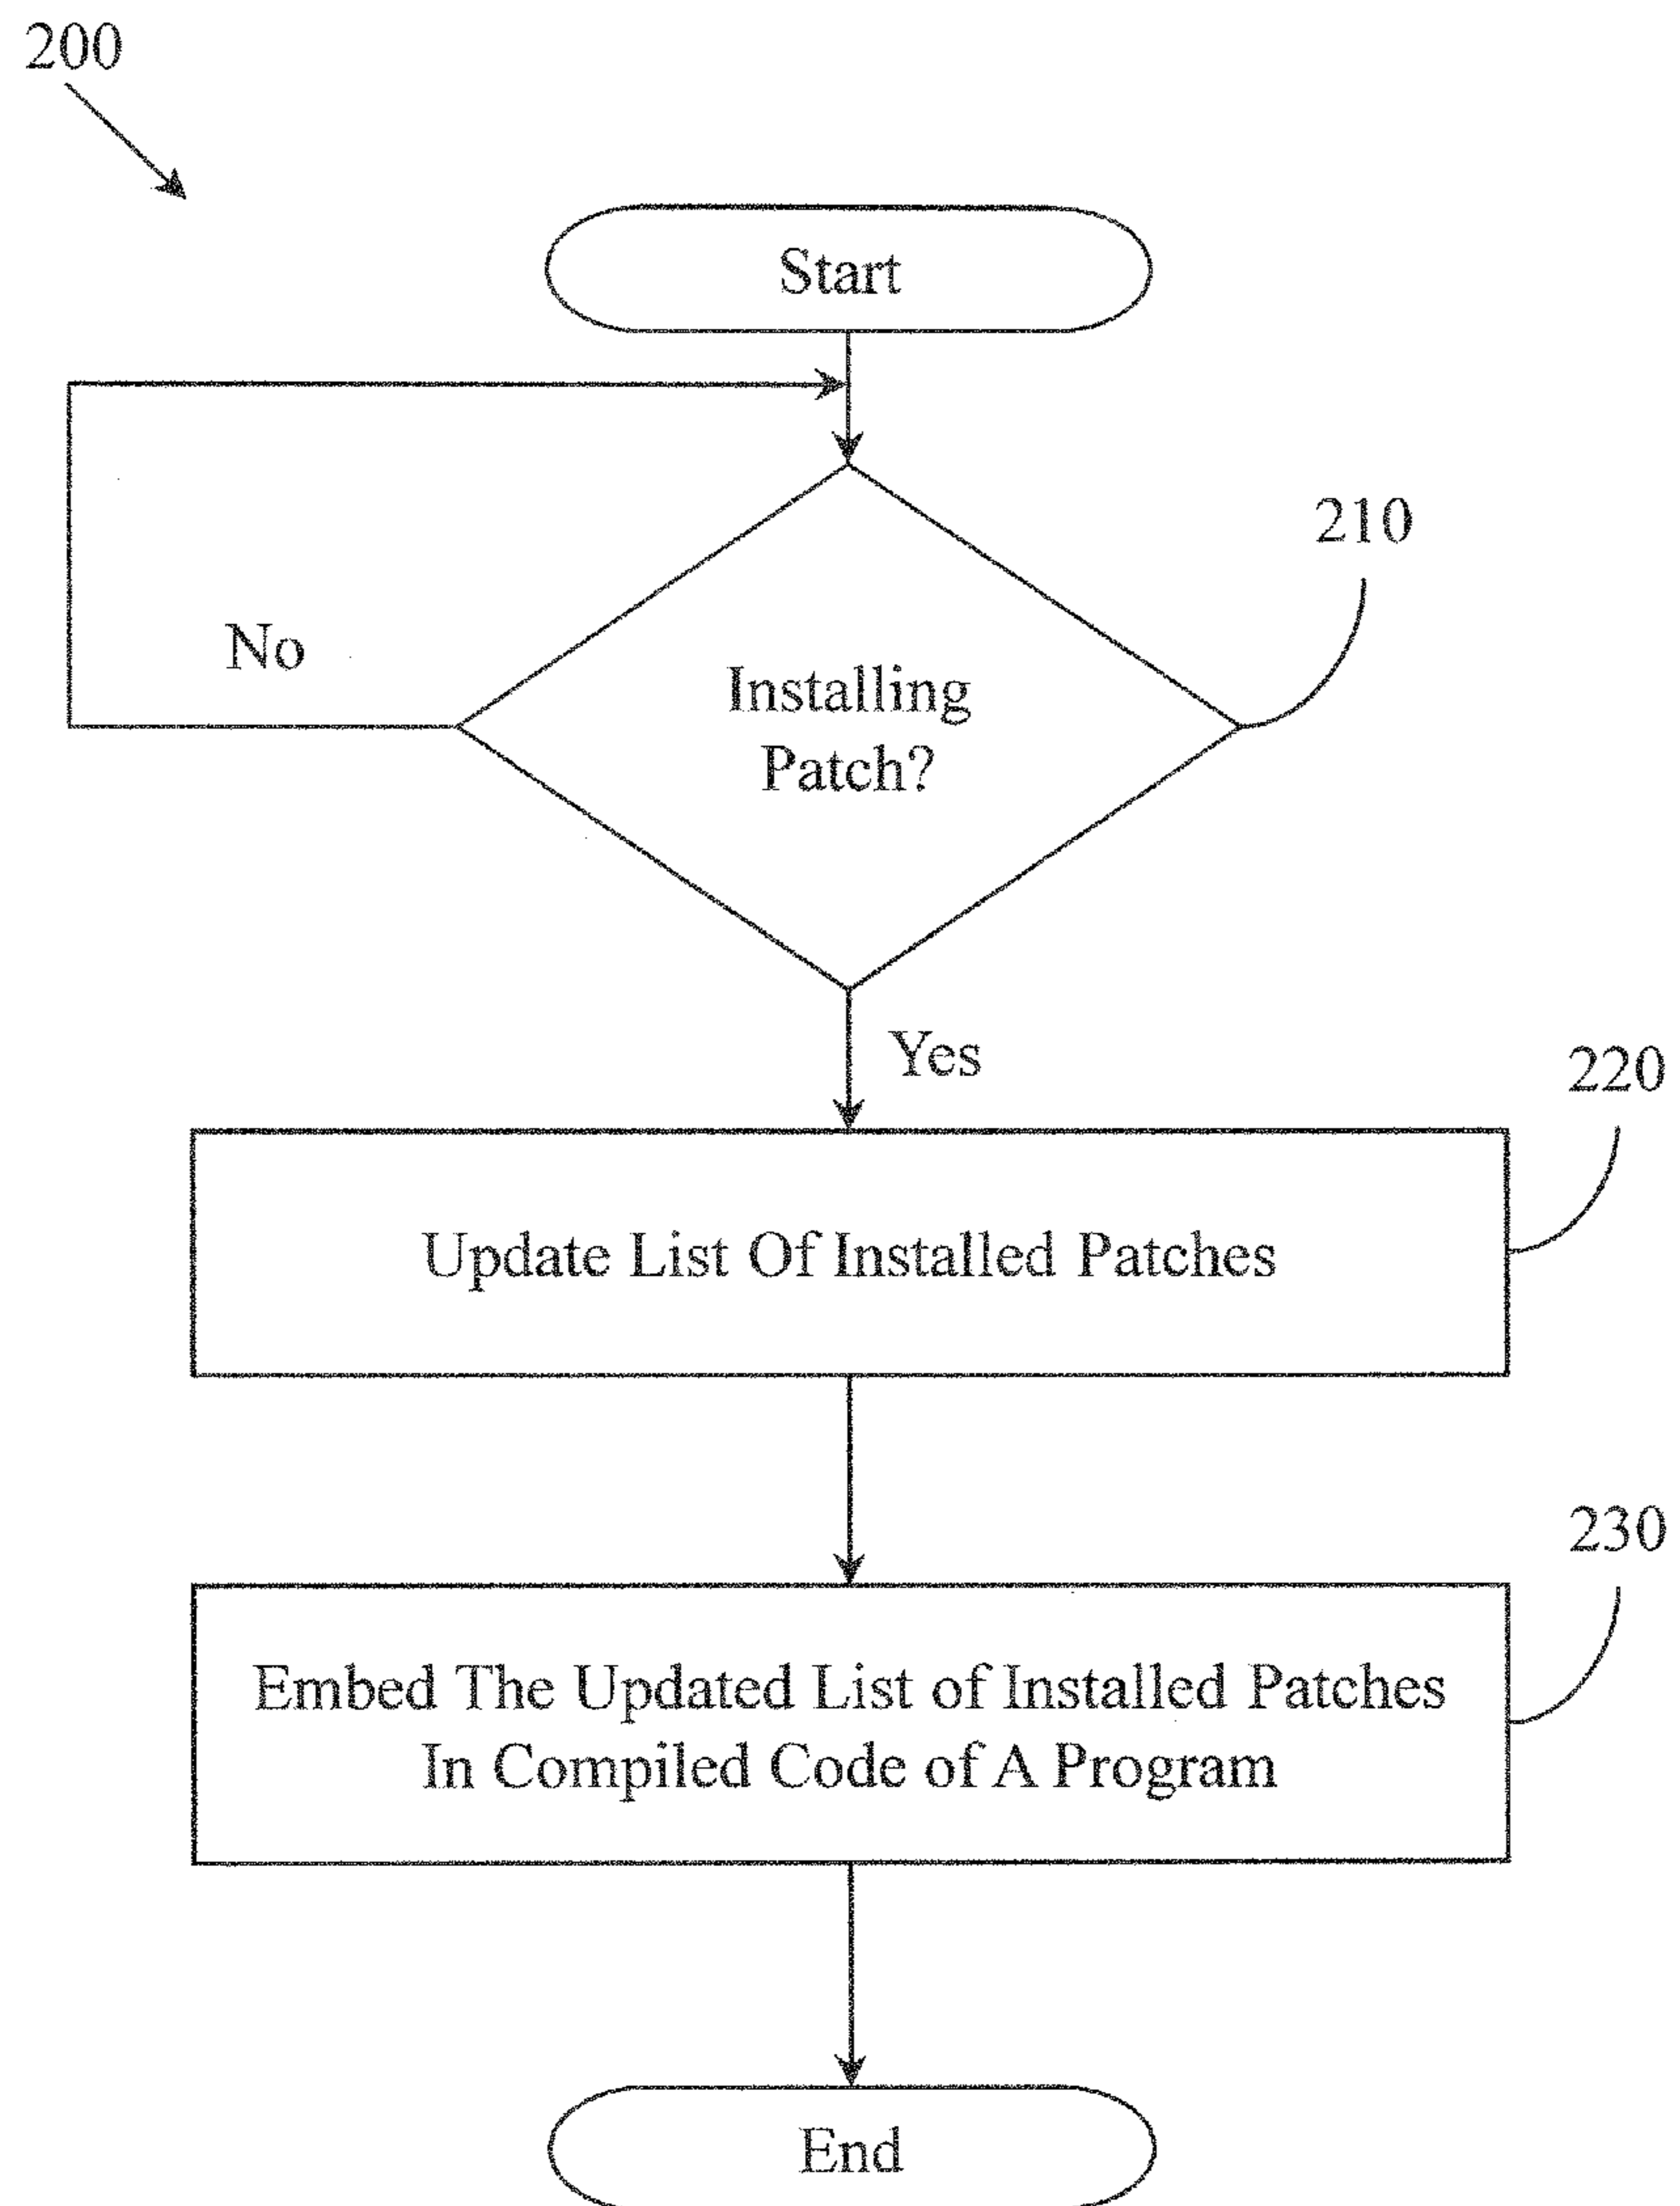 200
Start
210
No
Installing
Patch?
Yes
220
Update List Of Installed Patches
230
Embed The Updated List of Installed Patches
In Compiled Code of A Program
End